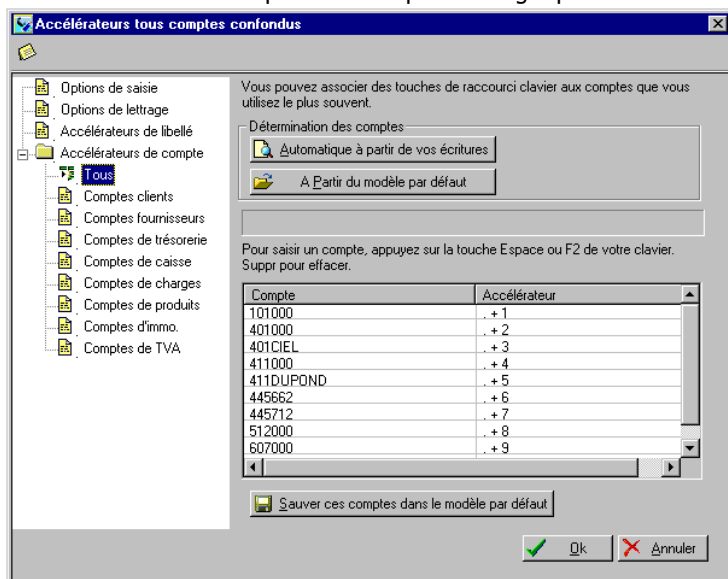 Accélérateurs tous comptes confondus
Options de saisie
Options de lettrage
Accélérateurs de libellé
Accélérateurs de compte
Tous
Comptes clients
Comptes fournisseurs
Comptes de trésorerie
Comptes de caisse
Comptes de charges
Comptes de produits
Comptes d'immo.
Comptes de TVA
Vous pouvez associer des touches de raccourci clavier aux comptes que vous
utilisez le plus souvent.
Détermination des comptes
Automatique à partir de vos écritures
A Partir du modèle par défaut
Pour saisir un compte, appuyez sur la touche Espace ou F2 de votre clavier.
Suppr pour effacer.
Compte Accélérateur
101000 . + 1
401000 . + 2
401CIEL . + 3
411000 . + 4
411DUPOND . + 5
445662 . + 6
445712 . + 7
512000 . + 8
607000 . + 9
Sauver ces comptes dans le modèle par défaut
Ok Annuler